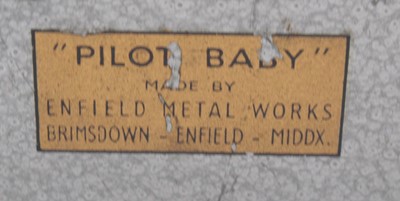 "PILOT BABY"
MADE BY
ENFIELD METAL WORKS
BRIMSDOWN - ENFIELD - MIDDX.